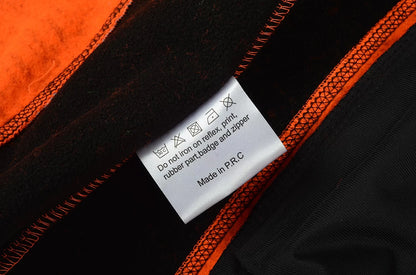 Do not iron on reflex, print,
rubber part,badge and zipper
Made in P.R.C